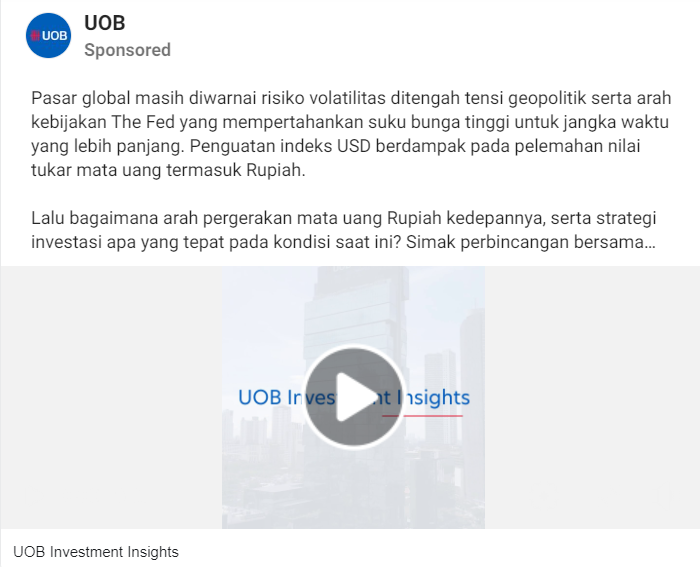 UOB
UOB
Sponsored
Pasar global masih diwarnai risiko volatilitas ditengah tensi geopolitik serta arah
kebijakan The Fed yang mempertahankan suku bunga tinggi untuk jangka waktu
yang lebih panjang. Penguatan indeks USD berdampak pada pelemahan nilai
tukar mata uang termasuk Rupiah.
Lalu bagaimana arah pergerakan mata uang Rupiah kedepannya, serta strategi
investasi apa yang tepat pada kondisi saat ini? Simak perbincangan bersama…
UOB Investment Insights
UOB Investment Insights